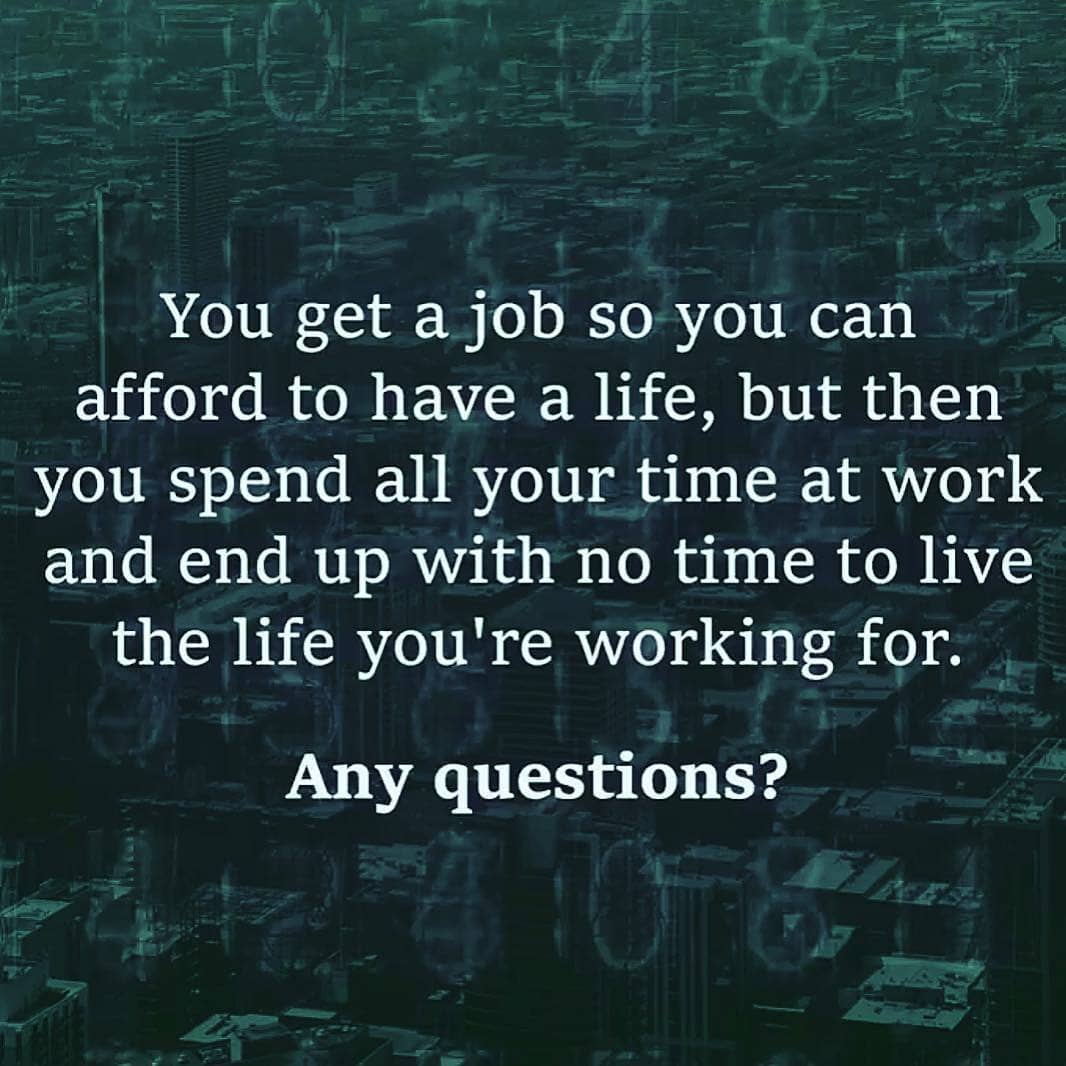 You get a job so you can
afford to have a life, but then
you spend all your time at work
and end up with no time to live
the life you're working for.
Any questions?